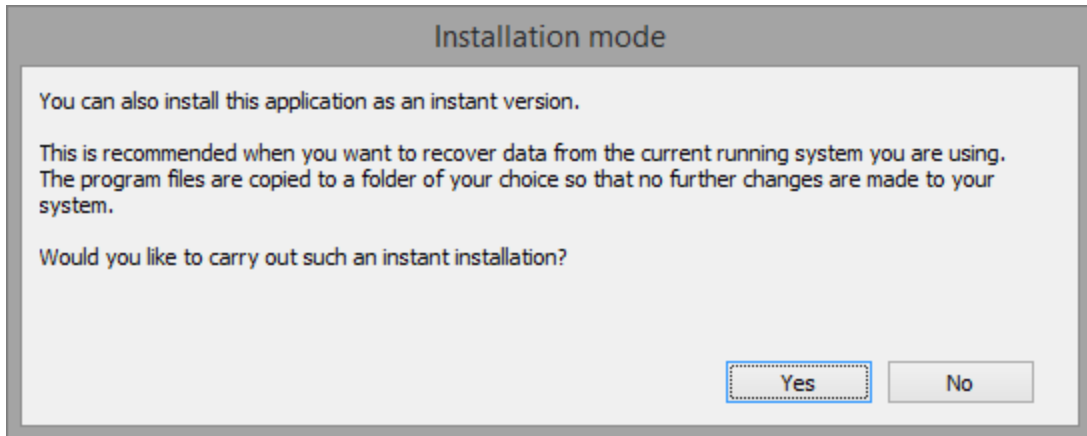 Installation mode
You can also install this application as an instant version.
This is recommended when you want to recover data from the current running system you are using.
The program files are copied to a folder of your choice so that no further changes are made to your
system.
Would you like to carry out such an instant installation?
Yes
No